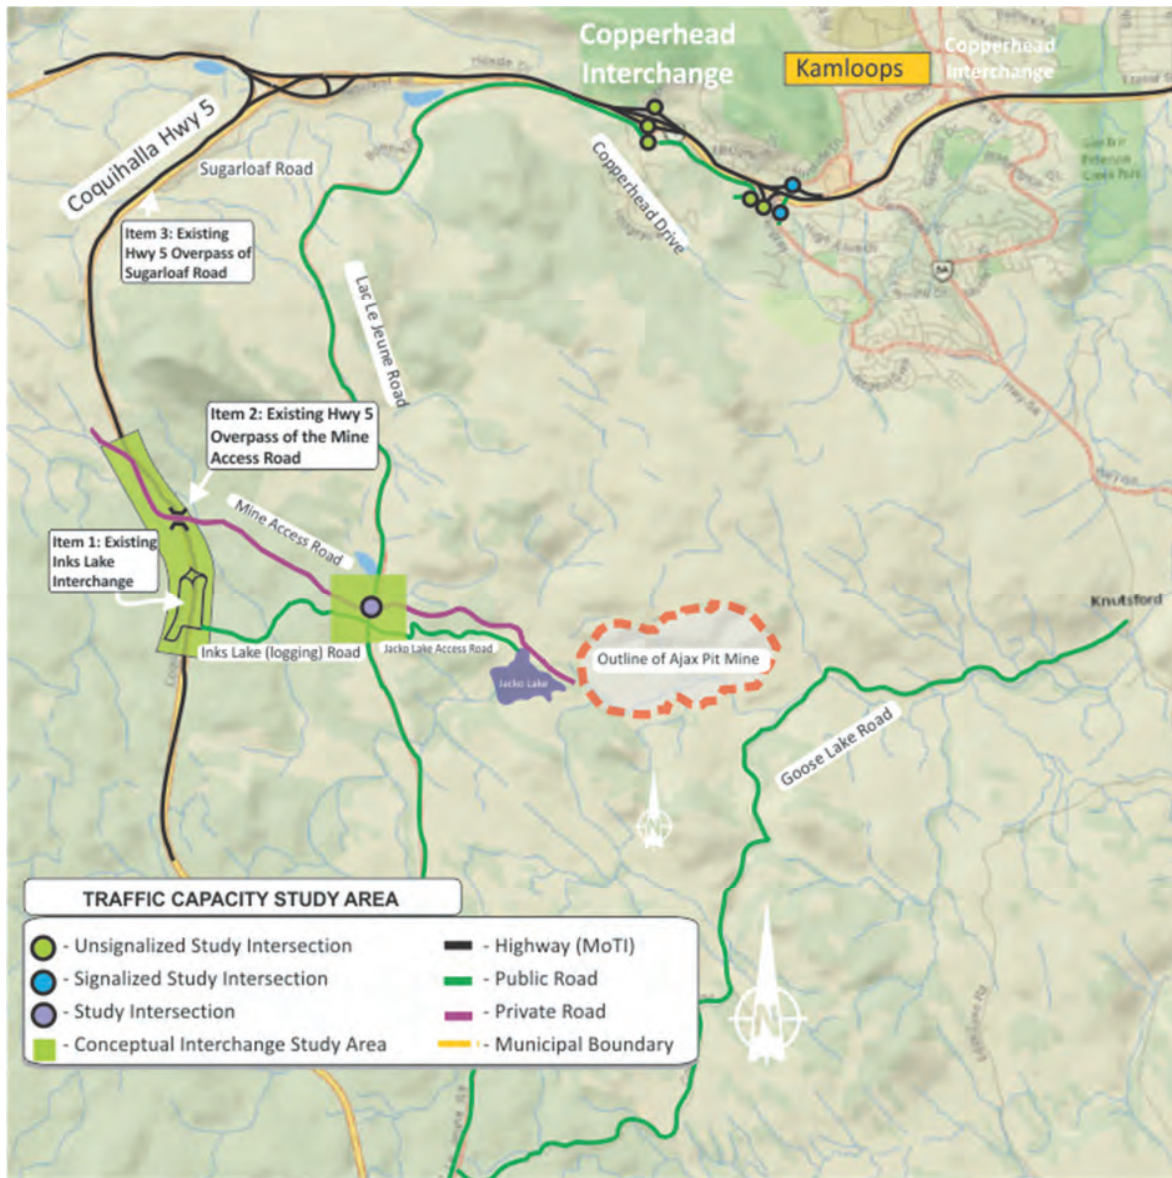 Copperhead
Interchange
Kamloops
Copperhead
Interchange
Coquihalla Hwy 5
Sugarloaf Road
Copperhead Drive
Item 3: Existing
Hwy 5 Overpass of
Sugarloaf Road
Lac Le Jeune Road
5A
Hwy 5A
Item 2: Existing Hwy 5
Overpass of the Mine
Access Road
Mine Access Road
Item 1: Existing
Inks Lake
Interchange
Knutsford
Inks Lake (logging) Road
Jacko Lake Access Road
Outline of Ajax Pit Mine
Jacko Lake
Goose Lake Road
N
TRAFFIC CAPACITY STUDY AREA
- Unsignalized Study Intersection
- Signalized Study Intersection
- Study Intersection
- Conceptual Interchange Study Area
- Highway (MoTI)
- Public Road
- Private Road
- Municipal Boundary
N